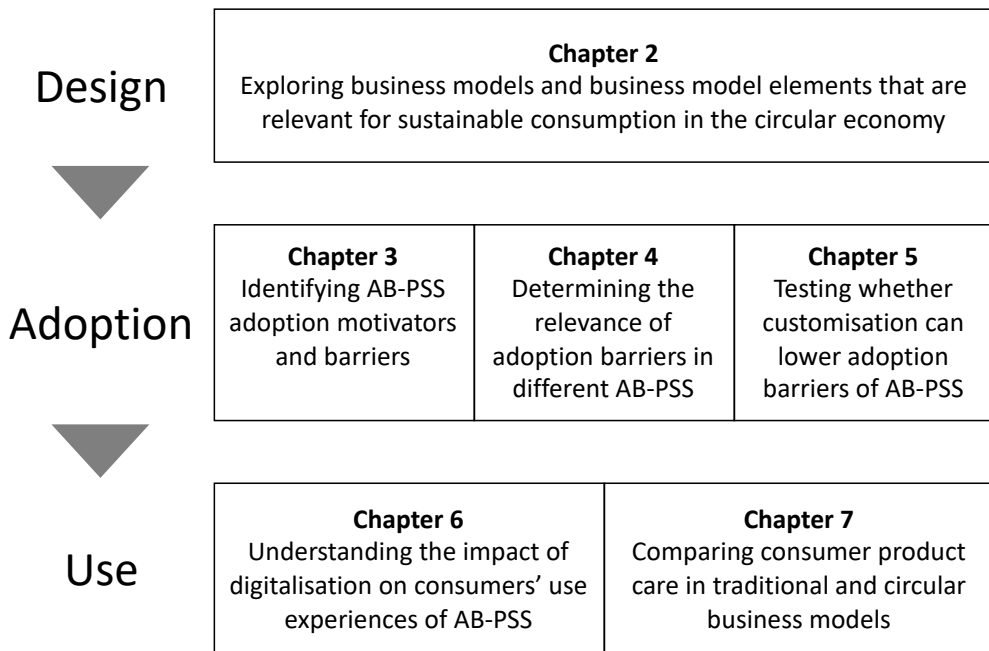 Design
Chapter 2
Exploring business models and business model elements that are
relevant for sustainable consumption in the circular economy
Adoption
Chapter 3
Identifying AB-PSS
adoption motivators
and barriers
Chapter 4
Determining the
relevance of
adoption barriers in
different AB-PSS
Chapter 5
Testing whether
customisation can
lower adoption
barriers of AB-PSS
Use
Chapter 6
Understanding the impact of
digitalisation on consumers’ use
experiences of AB-PSS
Chapter 7
Comparing consumer product
care in traditional and circular
business models